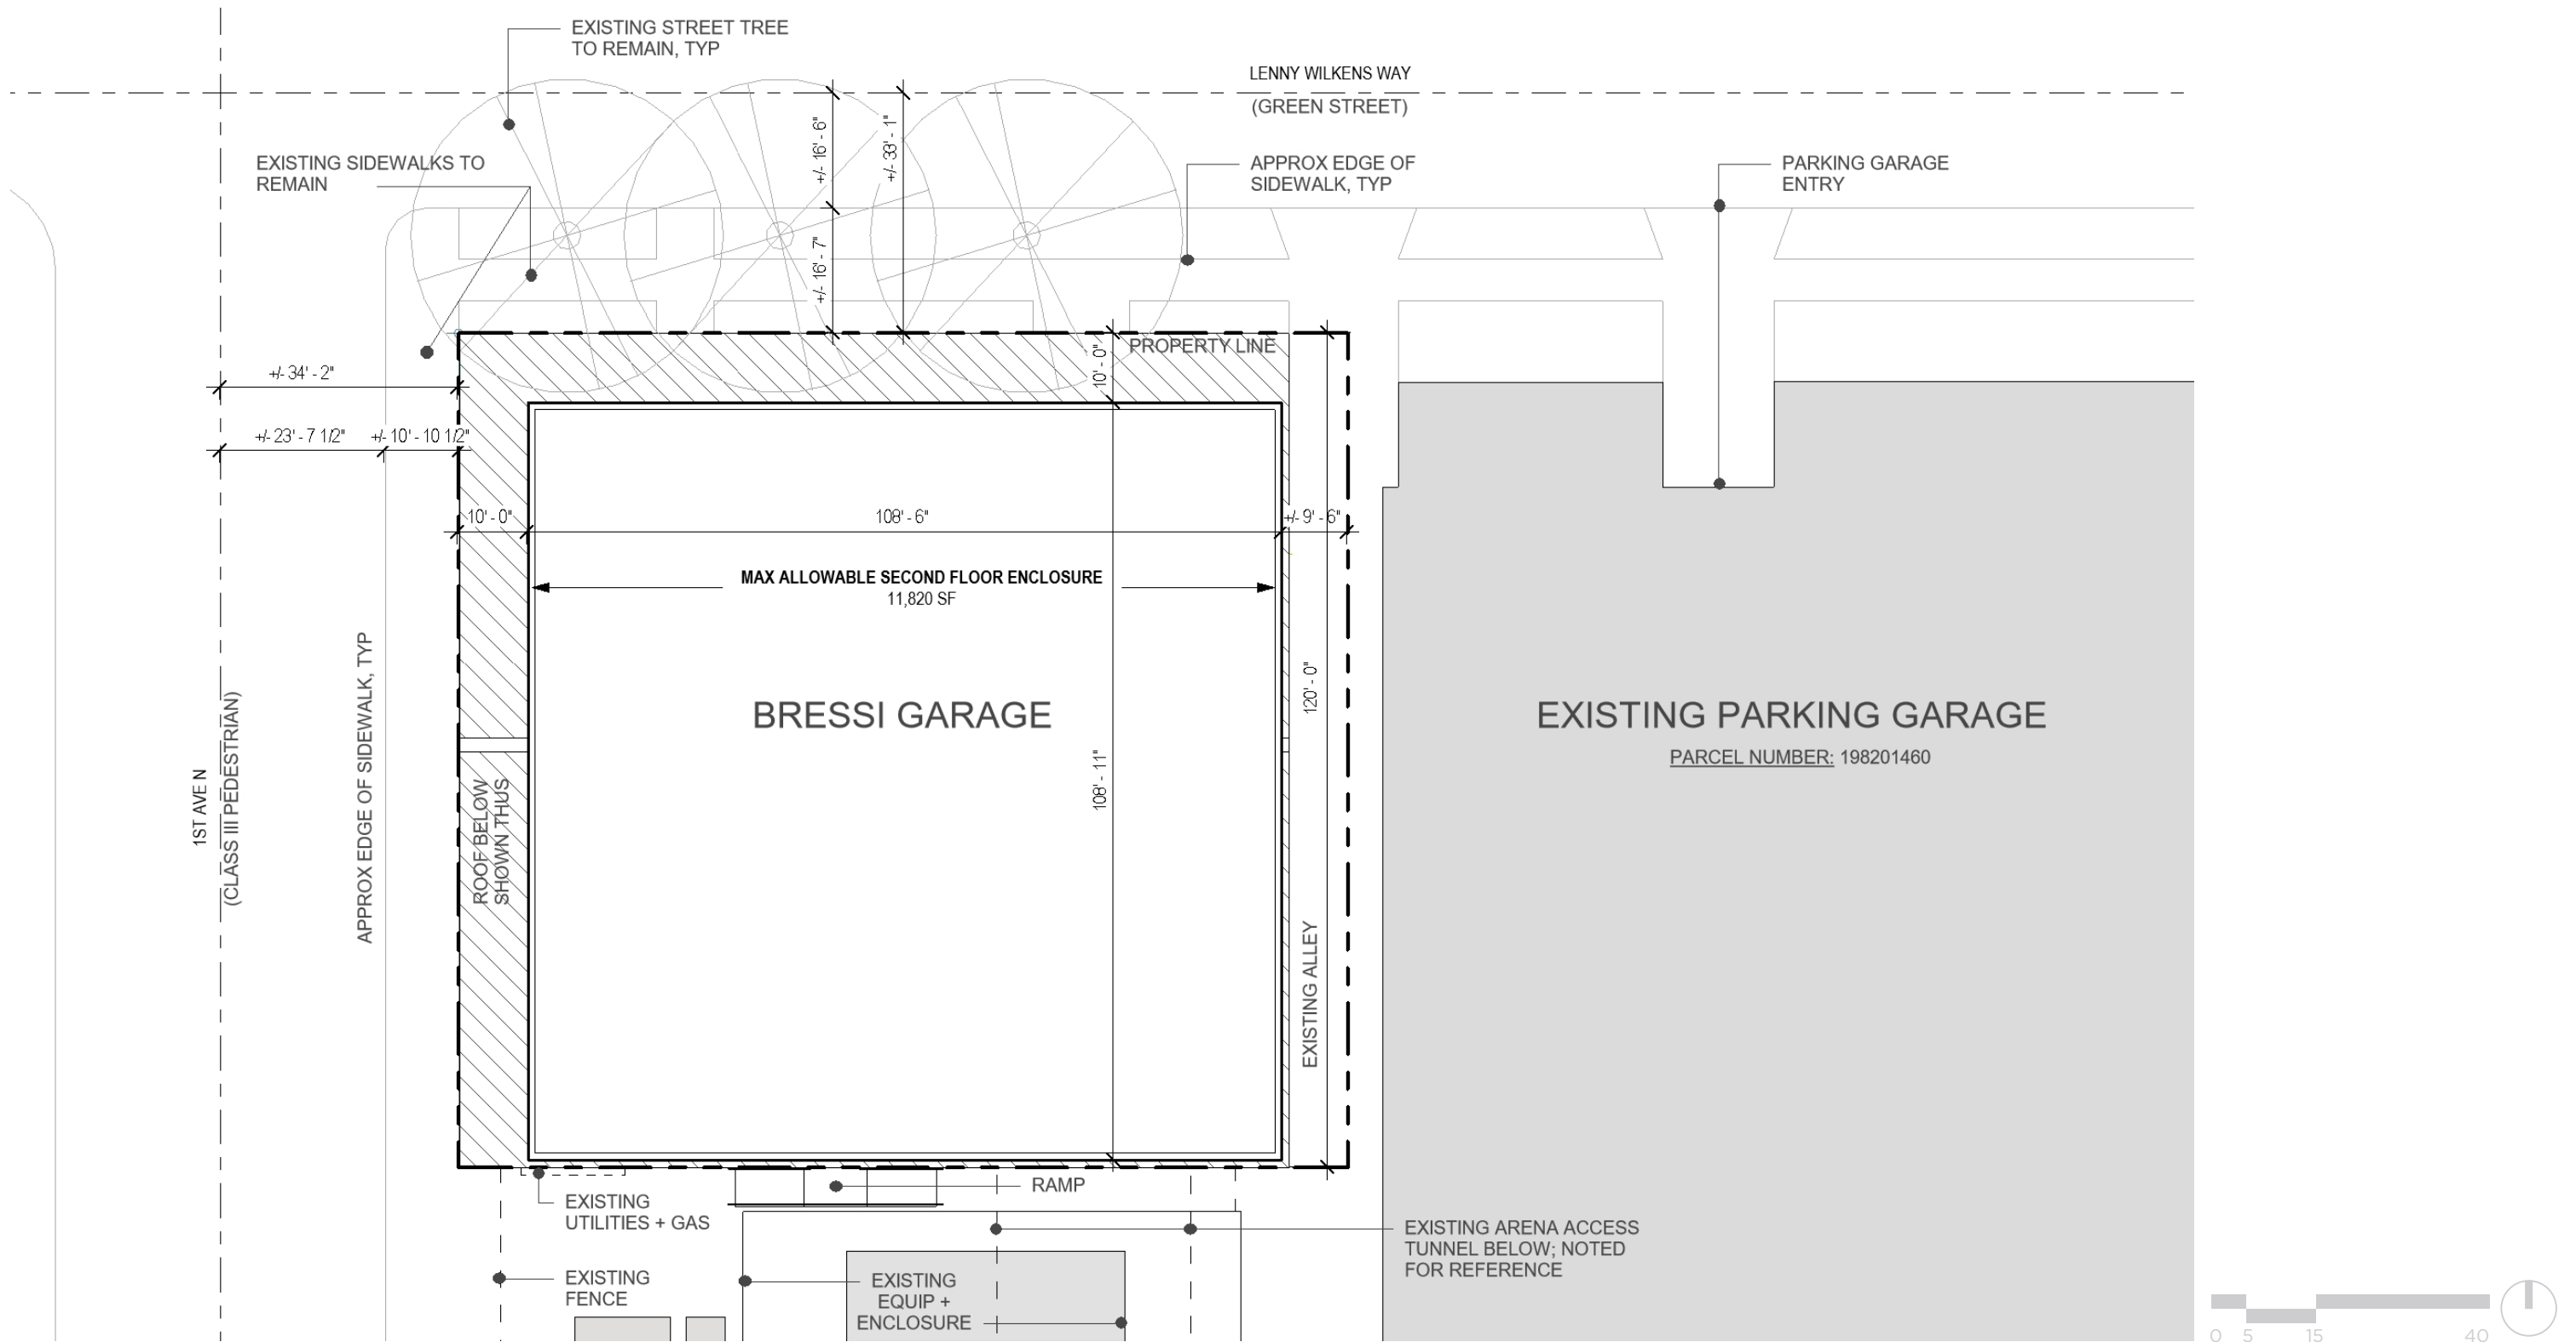 EXISTING STREET TREE
TO REMAIN, TYP
LENNY WILKENS WAY
(GREEN STREET)
+/- 16' - 6"
+/- 33' - 1"
EXISTING SIDEWALKS TO
REMAIN
APPROX EDGE OF
SIDEWALK, TYP
PARKING GARAGE
ENTRY
+/- 16' - 7"
PROPERTY LINE
10' - 0"
+/- 34' - 2"
+/- 23' - 7 1/2"
+/- 10' - 10 1/2"
10' - 0"
108' - 6"
+/- 9' - 6"
MAX ALLOWABLE SECOND FLOOR ENCLOSURE
11,820 SF
BRESSI GARAGE
120' - 0"
108' - 11"
EXISTING PARKING GARAGE
PARCEL NUMBER: 198201460
1ST AVE N
(CLASS III PEDESTRIAN)
APPROX EDGE OF SIDEWALK, TYP
ROOF BELOW
SHOWN THUS
EXISTING ALLEY
RAMP
EXISTING
UTILITIES + GAS
EXISTING ARENA ACCESS
TUNNEL BELOW; NOTED
FOR REFERENCE
EXISTING
FENCE
EXISTING
EQUIP +
ENCLOSURE
0 5 15 40